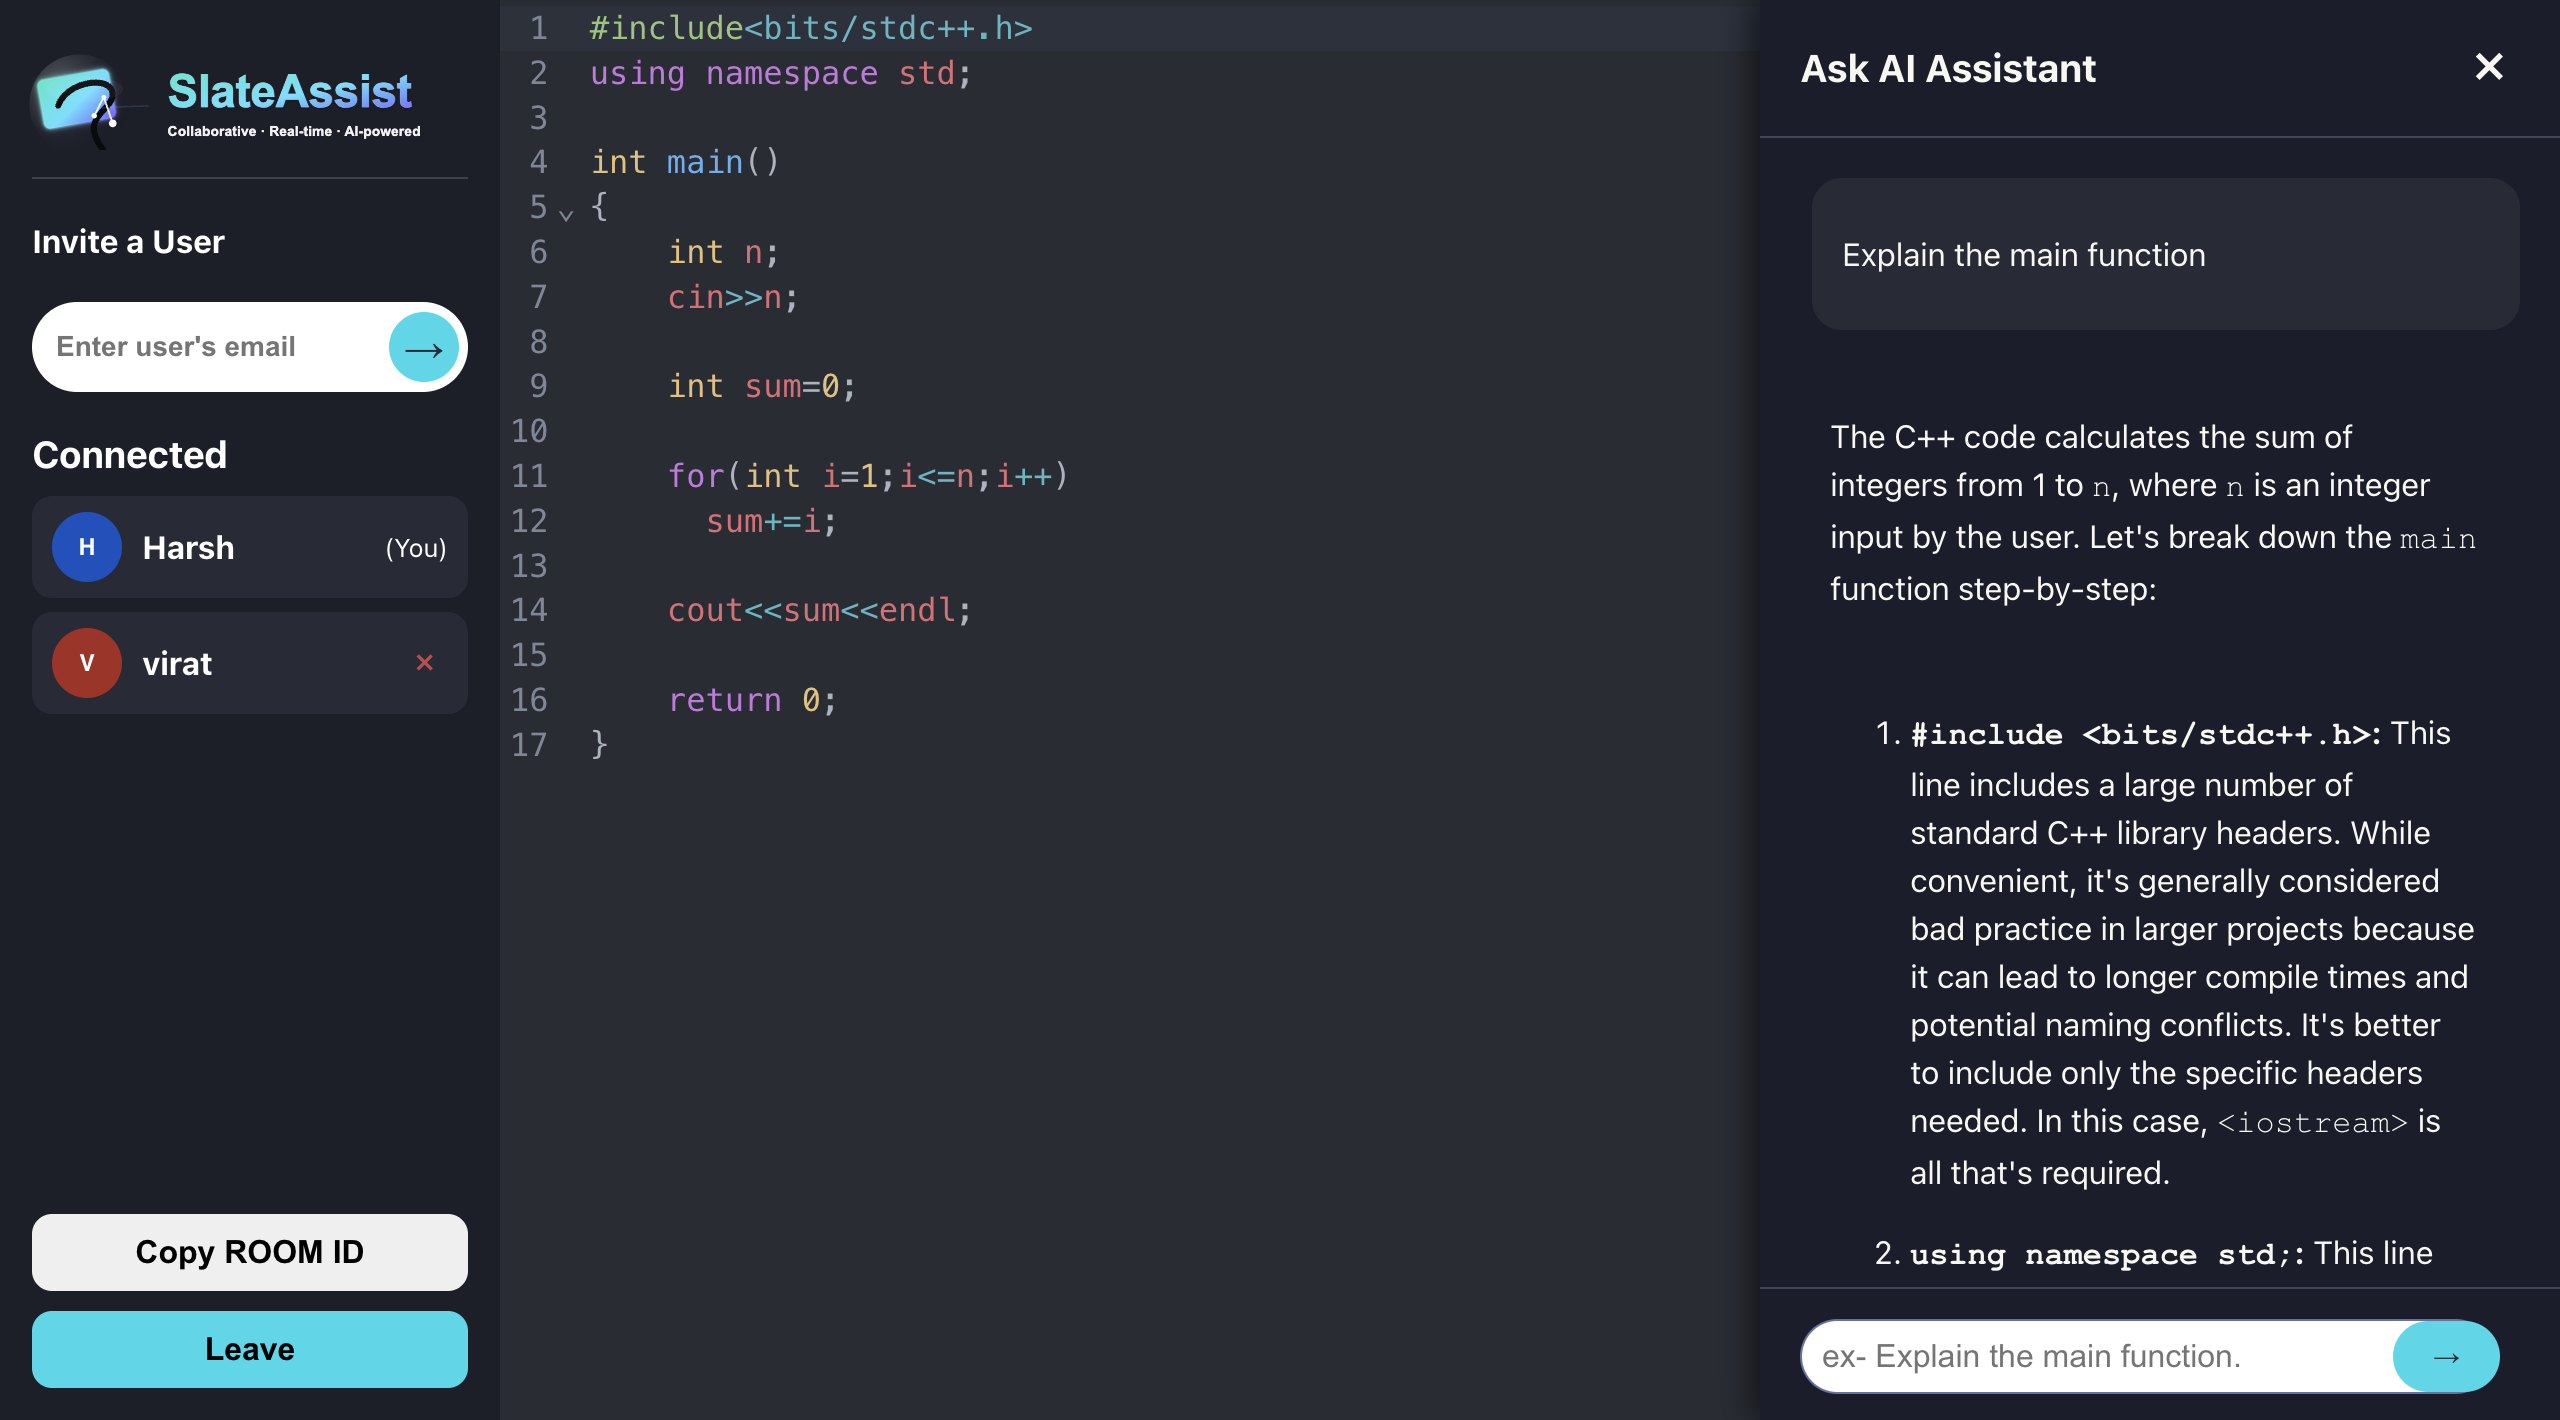 SlateAssist
Collaborative · Real-time · AI-powered
Invite a User
Enter user's email →
Connected
H Harsh (You)
V virat ×
Copy ROOM ID
Leave
1 #include<bits/stdc++.h>
2 using namespace std;
3
4 int main()
5 {
6     int n;
7     cin>>n;
8
9     int sum=0;
10
11     for(int i=1;i<=n;i++)
12       sum+=i;
13
14     cout<<sum<<endl;
15
16     return 0;
17 }
Ask AI Assistant ×
Explain the main function
The C++ code calculates the sum of
integers from 1 to n, where n is an integer
input by the user. Let's break down the main
function step-by-step:
1. #include <bits/stdc++.h>: This
line includes a large number of
standard C++ library headers. While
convenient, it's generally considered
bad practice in larger projects because
it can lead to longer compile times and
potential naming conflicts. It's better
to include only the specific headers
needed. In this case, <iostream> is
all that's required.
2. using namespace std;: This line
ex- Explain the main function. →